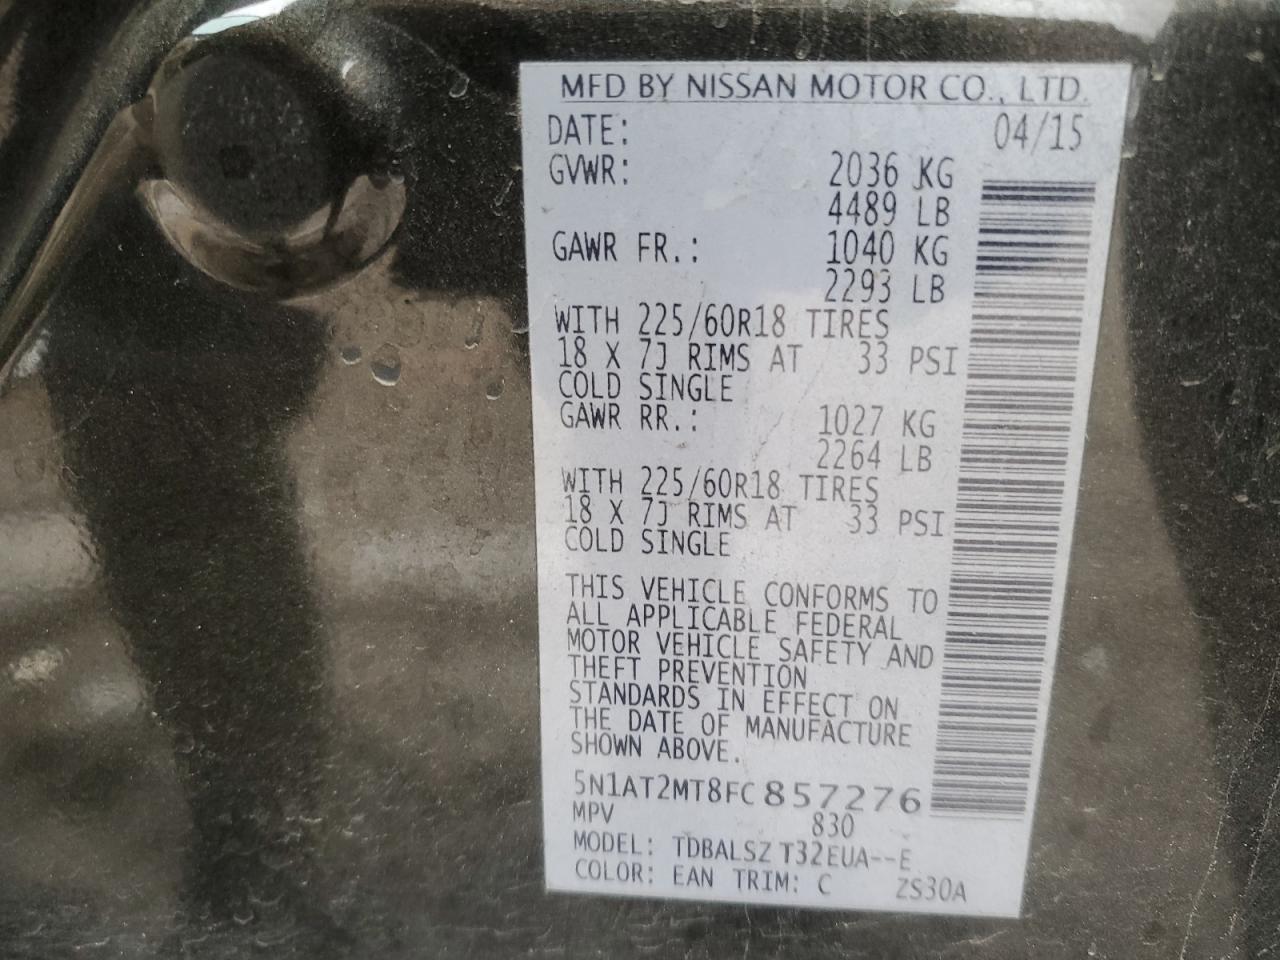 MFD BY NISSAN MOTOR CO., LTD.
DATE: 04/15
GVWR: 2036 KG
4489 LB
GAWR FR.: 1040 KG
2293 LB
WITH 225/60R18 TIRES
18 X 7J RIMS AT 33 PSI
COLD SINGLE
GAWR RR.: 1027 KG
2264 LB
WITH 225/60R18 TIRES
18 X 7J RIMS AT 33 PSI
COLD SINGLE
THIS VEHICLE CONFORMS TO
ALL APPLICABLE FEDERAL
MOTOR VEHICLE SAFETY AND
THEFT PREVENTION
STANDARDS IN EFFECT ON
THE DATE OF MANUFACTURE
SHOWN ABOVE.
5N1AT2MT8FC857276
MPV 830
MODEL: TDBALSZ T32EUA--E
COLOR: EAN TRIM: C ZS30A